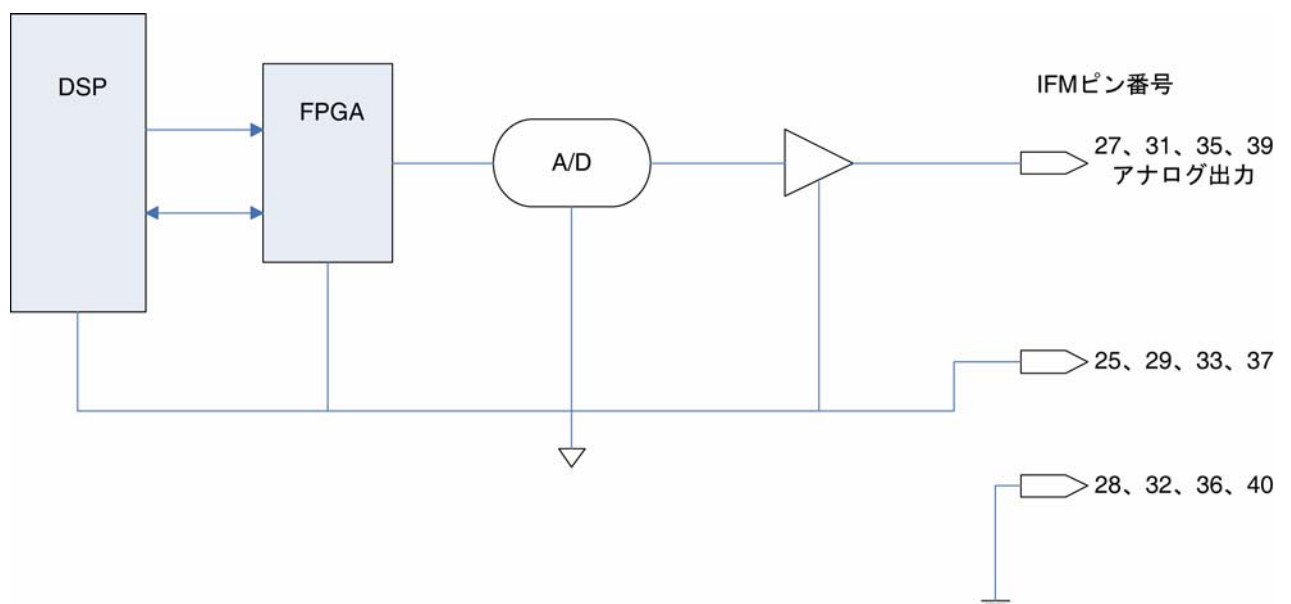 DSP
FPGA
A/D
IFMピン番号
27、31、35、39
アナログ出力
25、29、33、37
28、32、36、40